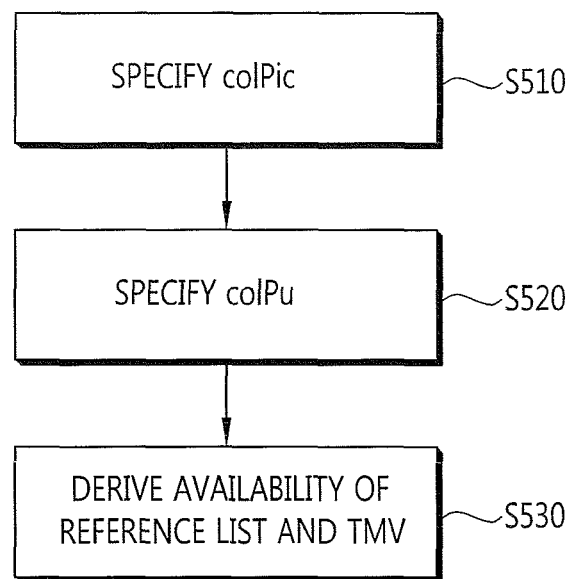 SPECIFY colPic
S510
SPECIFY colPu
S520
DERIVE AVAILABILITY OF
REFERENCE LIST AND TMV
S530